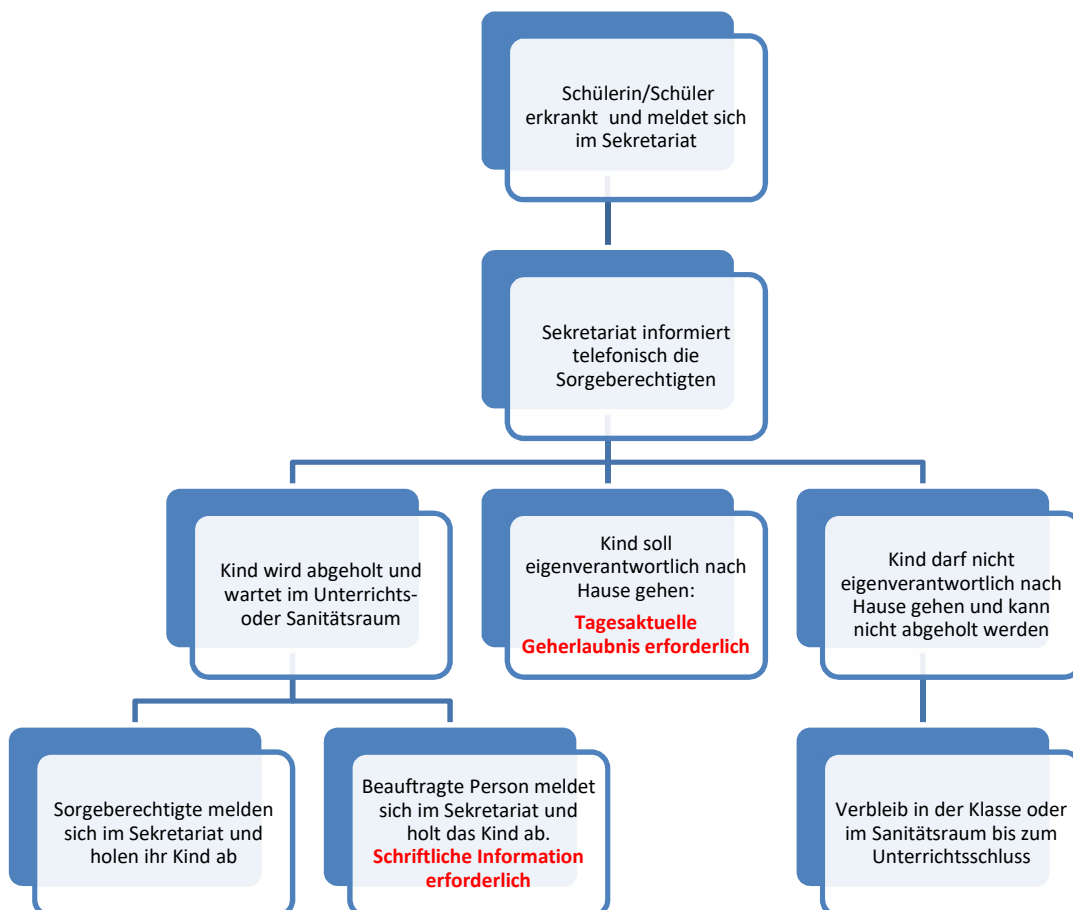 Schülerin/Schüler
erkrankt und meldet sich
im Sekretariat
Sekretariat informiert
telefonisch die
Sorgeberechtigten
Kind wird abgeholt und
wartet im Unterrichts-
oder Sanitätsraum
Kind soll
eigenverantwortlich nach
Hause gehen:
Tagesaktuelle
Geherlaubnis erforderlich
Kind darf nicht
eigenverantwortlich nach
Hause gehen und kann
nicht abgeholt werden
Sorgeberechtigte melden
sich im Sekretariat und
holen ihr Kind ab
Beauftragte Person meldet
sich im Sekretariat und
holt das Kind ab.
Schriftliche Information
erforderlich
Verbleib in der Klasse oder
im Sanitätsraum bis zum
Unterrichtsschluss